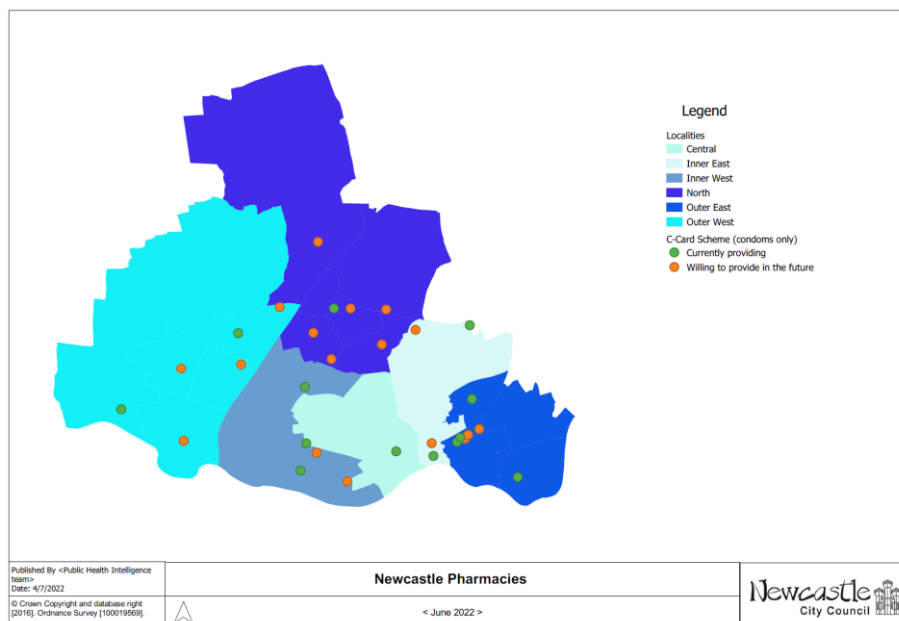 Legend
Localities
Central
Inner East
Inner West
North
Outer East
Outer West
C-Card Scheme (condoms only)
Currently providing
Willing to provide in the future
Published By <Public Health Intelligence
team>
Date: 4/7/2022
© Crown Copyright and database right
[2016]. Ordnance Survey [100019569].
Newcastle Pharmacies
< June 2022 >
Newcastle
City Council